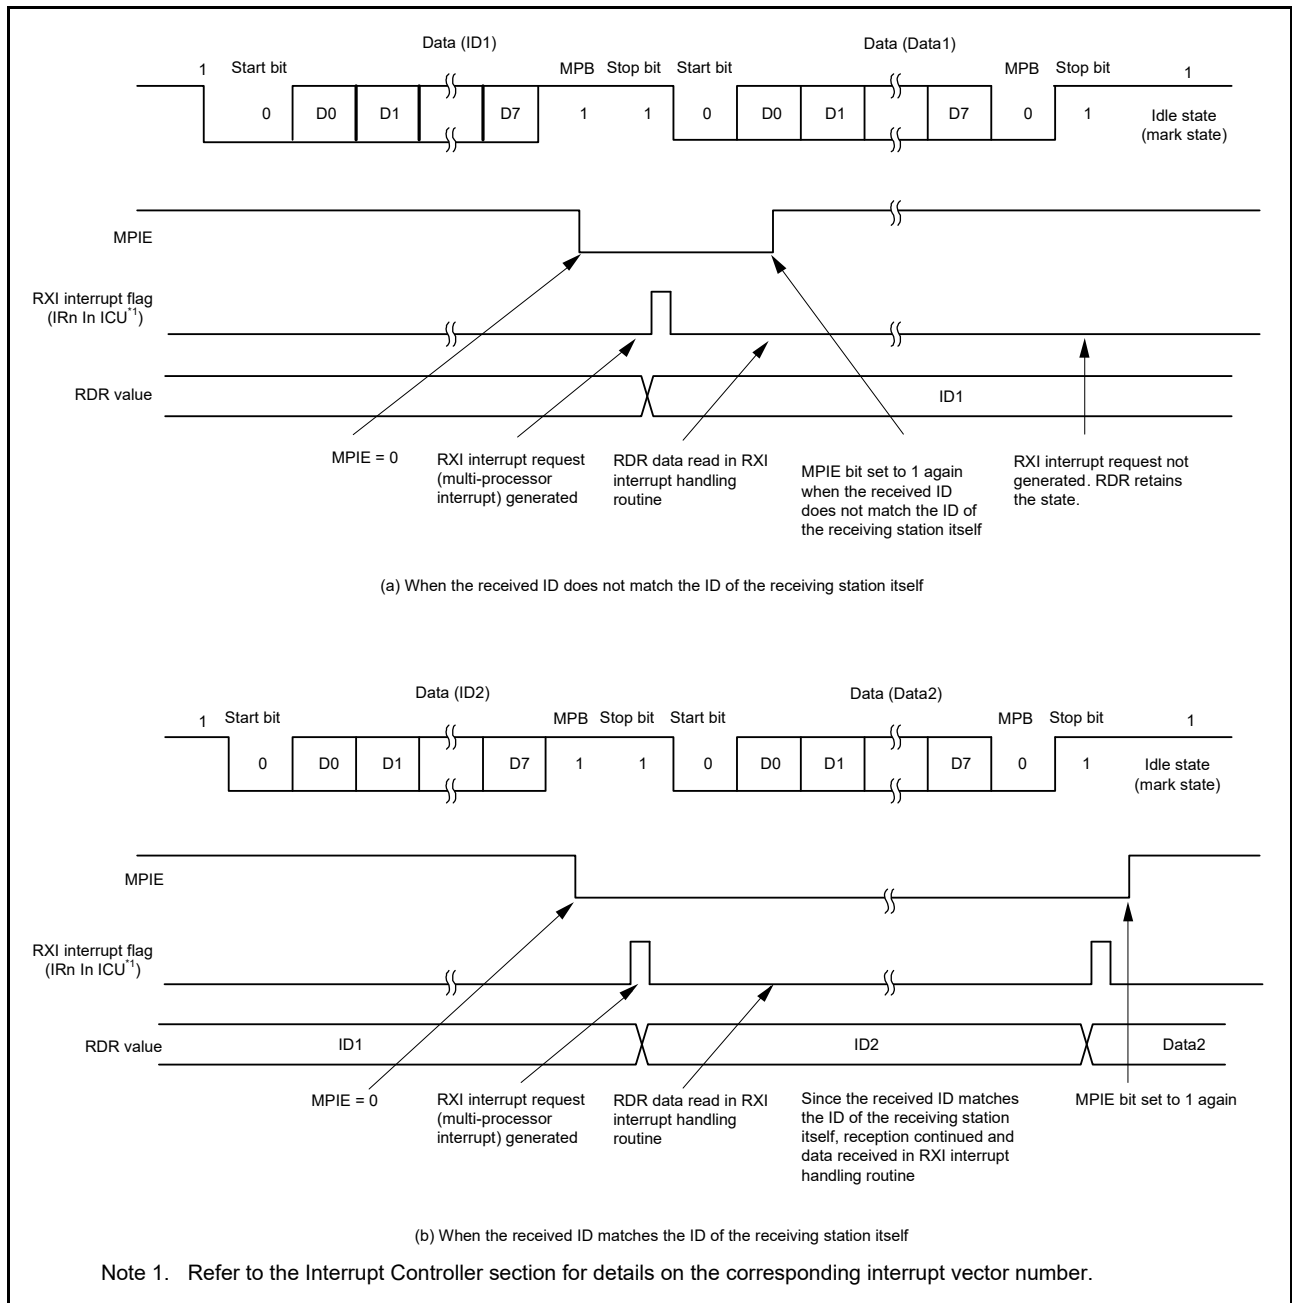 Data (ID1) Data (Data1)
1 Start bit MPB Stop bit Start bit MPB Stop bit 1
0 D0 D1 D7 1 1 0 D0 D1 D7 0 1 Idle state
(mark state)
MPIE
RXI interrupt flag
(IRn In ICU*1)
RDR value ID1
MPIE = 0
RXI interrupt request
(multi-processor
interrupt) generated
RDR data read in RXI
interrupt handling
routine
MPIE bit set to 1 again
when the received ID
does not match the ID of
the receiving station itself
RXI interrupt request not
generated. RDR retains
the state.
(a) When the received ID does not match the ID of the receiving station itself
Data (ID2) Data (Data2)
1 Start bit MPB Stop bit Start bit MPB Stop bit 1
0 D0 D1 D7 1 1 0 D0 D1 D7 0 1 Idle state
(mark state)
MPIE
RXI interrupt flag
(IRn In ICU*1)
RDR value ID1 ID2 Data2
MPIE = 0
RXI interrupt request
(multi-processor
interrupt) generated
RDR data read in RXI
interrupt handling
routine
Since the received ID matches
the ID of the receiving station
itself, reception continued and
data received in RXI interrupt
handling routine
MPIE bit set to 1 again
(b) When the received ID matches the ID of the receiving station itself
Note 1. Refer to the Interrupt Controller section for details on the corresponding interrupt vector number.